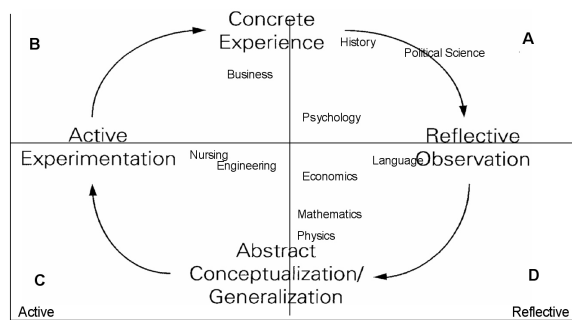 Concrete
Experience
B
A
History
Political Science
Business
Psychology
Active
Experimentation
Reflective
Observation
Nursing
Engineering
Language
Economics
Mathematics
Physics
Abstract
Conceptualization/
Generalization
C
D
Active
Reflective